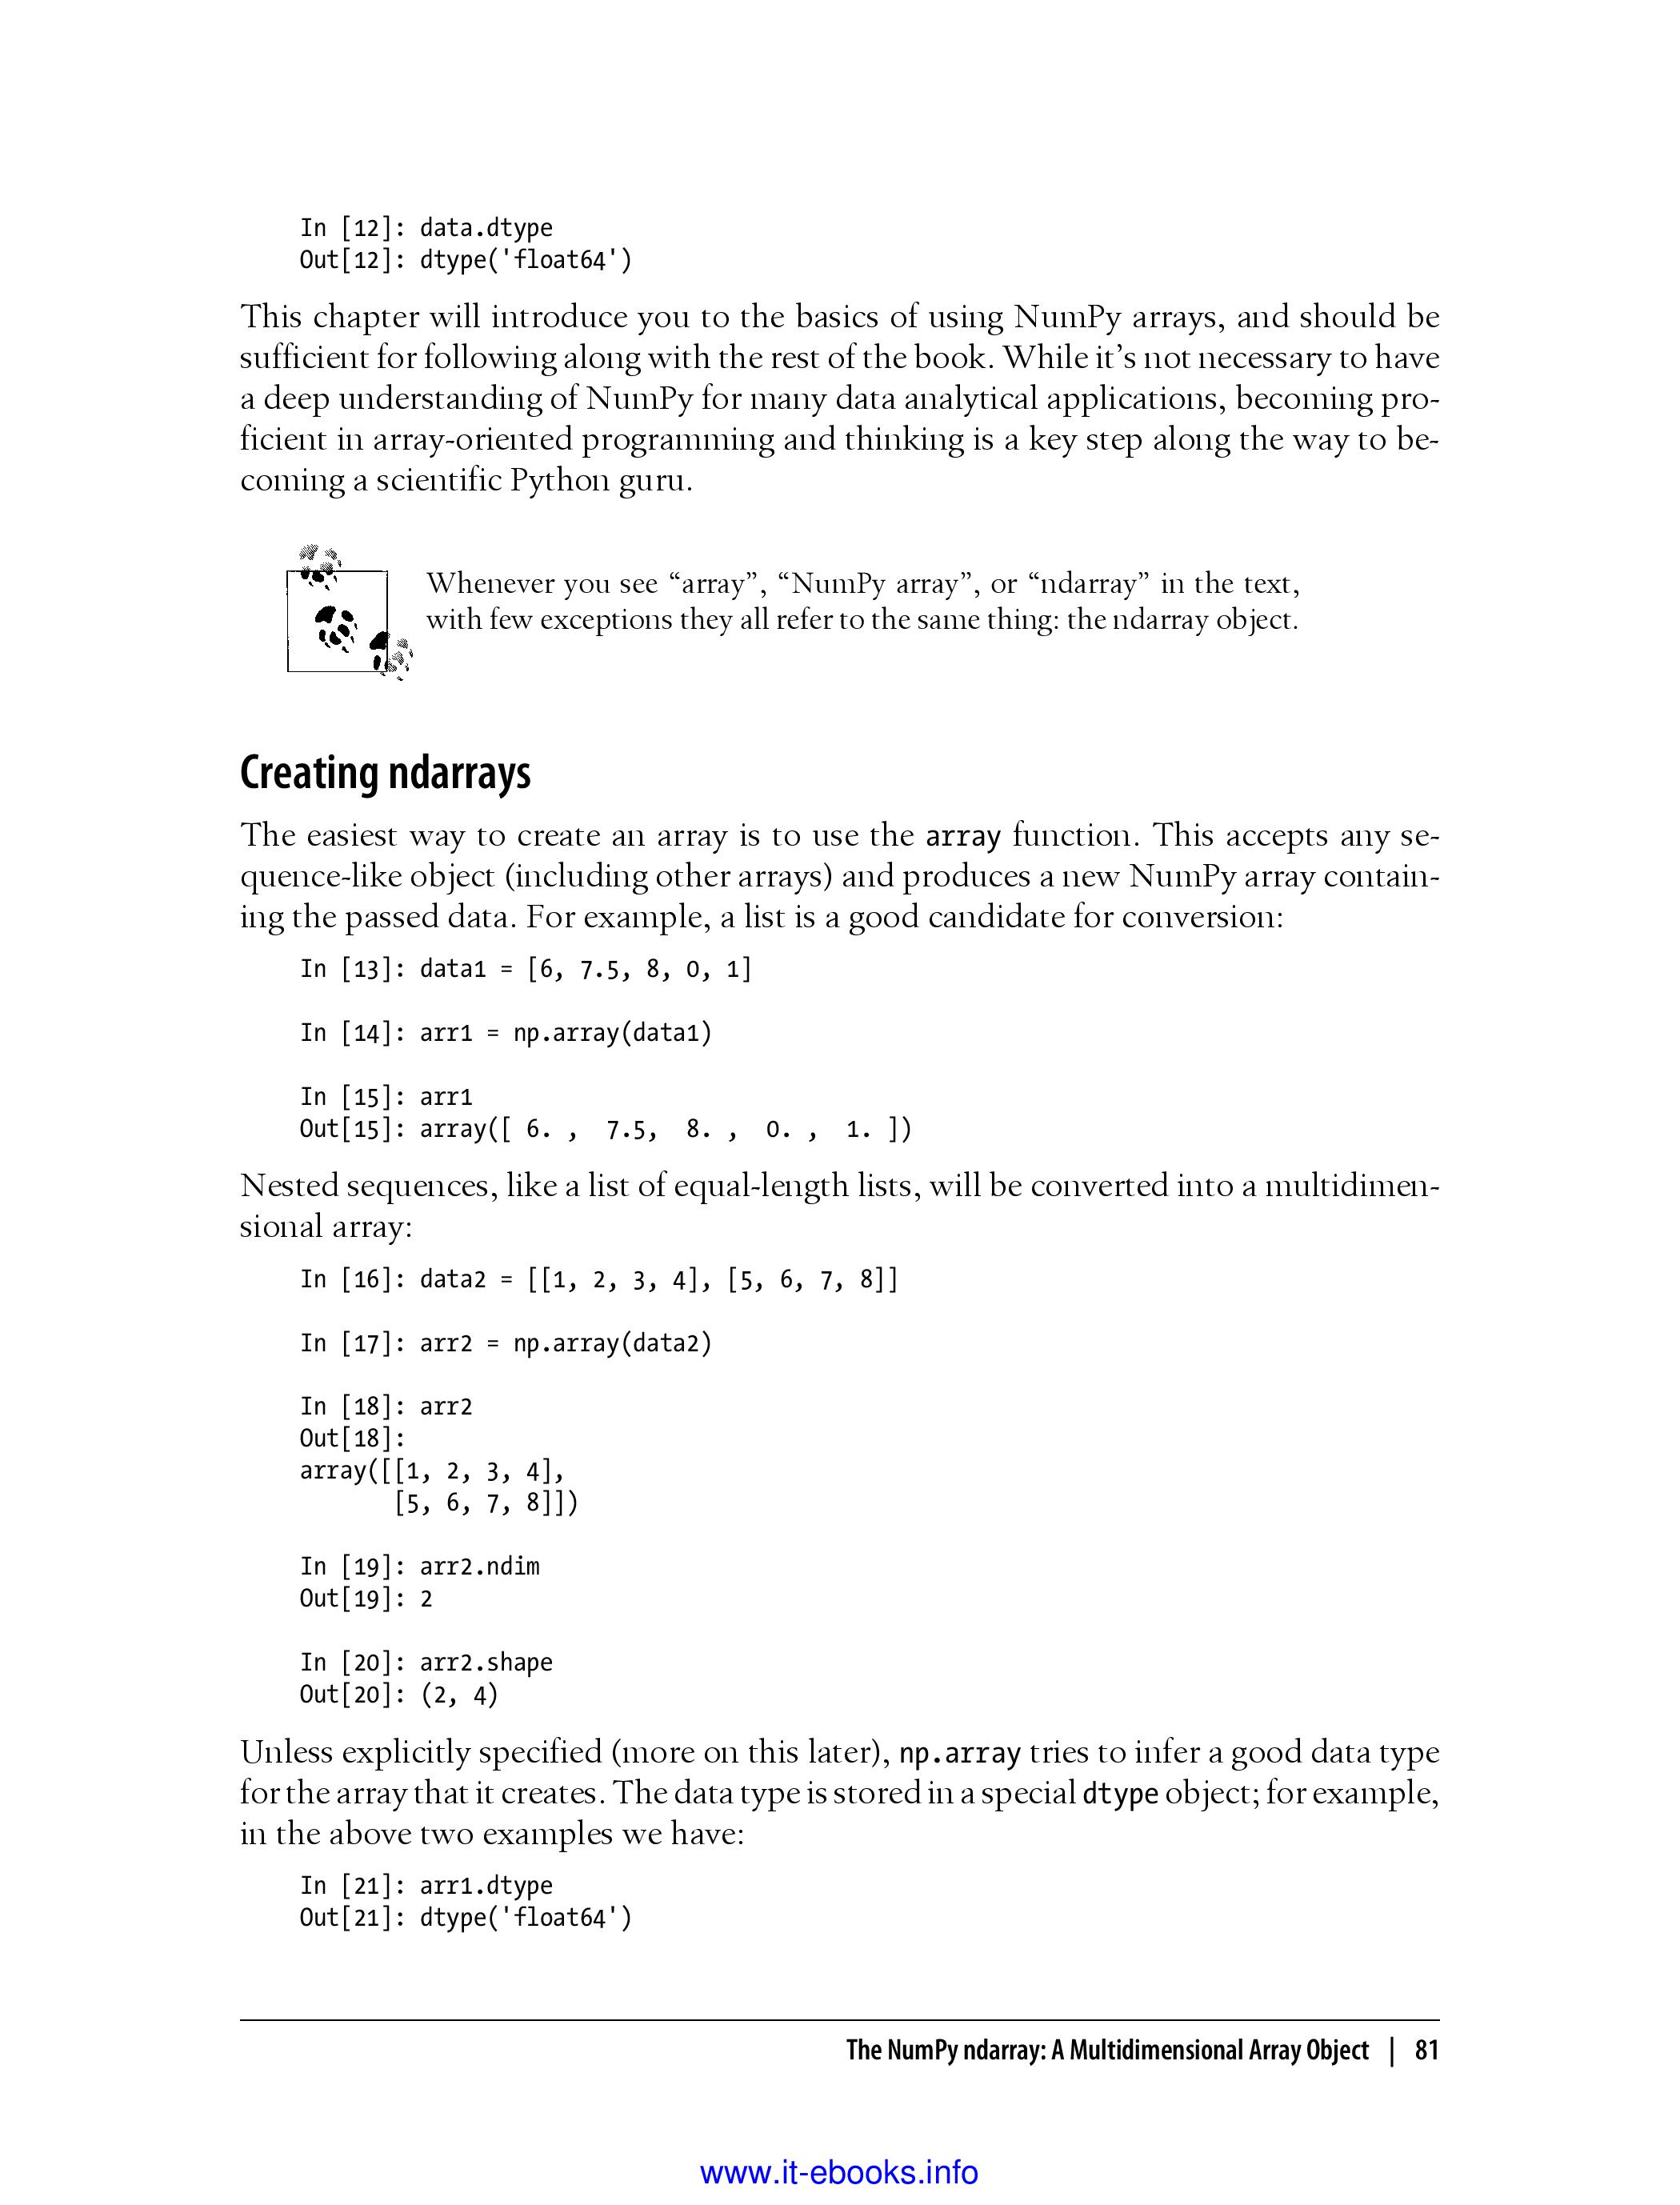 In [12]: data.dtype
Out[12]: dtype('float64')
This chapter will introduce you to the basics of using NumPy arrays, and should be
sufficient for following along with the rest of the book. While it’s not necessary to have
a deep understanding of NumPy for many data analytical applications, becoming pro-
ficient in array-oriented programming and thinking is a key step along the way to be-
coming a scientific Python guru.
Whenever you see “array”, “NumPy array”, or “ndarray” in the text,
with few exceptions they all refer to the same thing: the ndarray object.
Creating ndarrays
The easiest way to create an array is to use the array function. This accepts any se-
quence-like object (including other arrays) and produces a new NumPy array contain-
ing the passed data. For example, a list is a good candidate for conversion:
In [13]: data1 = [6, 7.5, 8, 0, 1]
In [14]: arr1 = np.array(data1)
In [15]: arr1
Out[15]: array([ 6. ,  7.5,  8. ,  0. ,  1. ])
Nested sequences, like a list of equal-length lists, will be converted into a multidimen-
sional array:
In [16]: data2 = [[1, 2, 3, 4], [5, 6, 7, 8]]
In [17]: arr2 = np.array(data2)
In [18]: arr2
Out[18]:
array([[1, 2, 3, 4],
       [5, 6, 7, 8]])
In [19]: arr2.ndim
Out[19]: 2
In [20]: arr2.shape
Out[20]: (2, 4)
Unless explicitly specified (more on this later), np.array tries to infer a good data type
for the array that it creates. The data type is stored in a special dtype object; for example,
in the above two examples we have:
In [21]: arr1.dtype
Out[21]: dtype('float64')
The NumPy ndarray: A Multidimensional Array Object | 81
www.it-ebooks.info